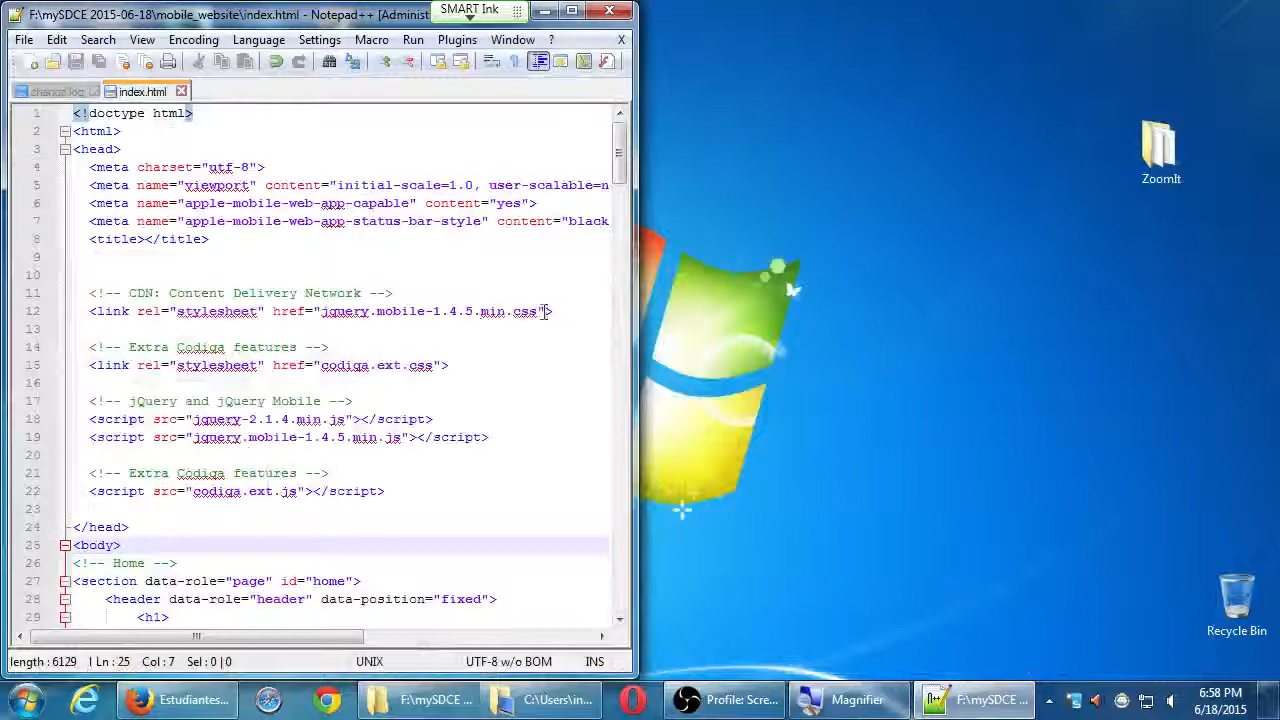 F:\mySDCE 2015-06-18\mobile_website\index.html - Notepad++ [Administ
SMART Ink
File Edit Search View Encoding Language Settings Macro Run Plugins Window ? X
change.log index.html
1 <!doctype html>
2 <html>
3 <head>
4 <meta charset="utf-8">
5 <meta name="viewport" content="initial-scale=1.0, user-scalable=n
6 <meta name="apple-mobile-web-app-capable" content="yes">
7 <meta name="apple-mobile-web-app-status-bar-style" content="black
8 <title></title>
9
10
11 <!-- CDN: Content Delivery Network -->
12 <link rel="stylesheet" href="jquery.mobile-1.4.5.min.css">
13
14 <!-- Extra Codiqa features -->
15 <link rel="stylesheet" href="codiqa.ext.css">
16
17 <!-- jQuery and jQuery Mobile -->
18 <script src="jquery-2.1.4.min.js"></script>
19 <script src="jquery.mobile-1.4.5.min.js"></script>
20
21 <!-- Extra Codiqa features -->
22 <script src="codiqa.ext.js"></script>
23
24 </head>
25 <body>
26 <!-- Home -->
27 <section data-role="page" id="home">
28 <header data-role="header" data-position="fixed">
29 <h1>
length : 6129 l Ln : 25 Col : 7 Sel : 0 | 0 UNIX UTF-8 w/o BOM INS
ZoomIt
Recycle Bin
Estudiantes... F:\mySDCE ... C:\Users\in... Profile: Scre... Magnifier F:\mySDCE ...
6:58 PM
6/18/2015